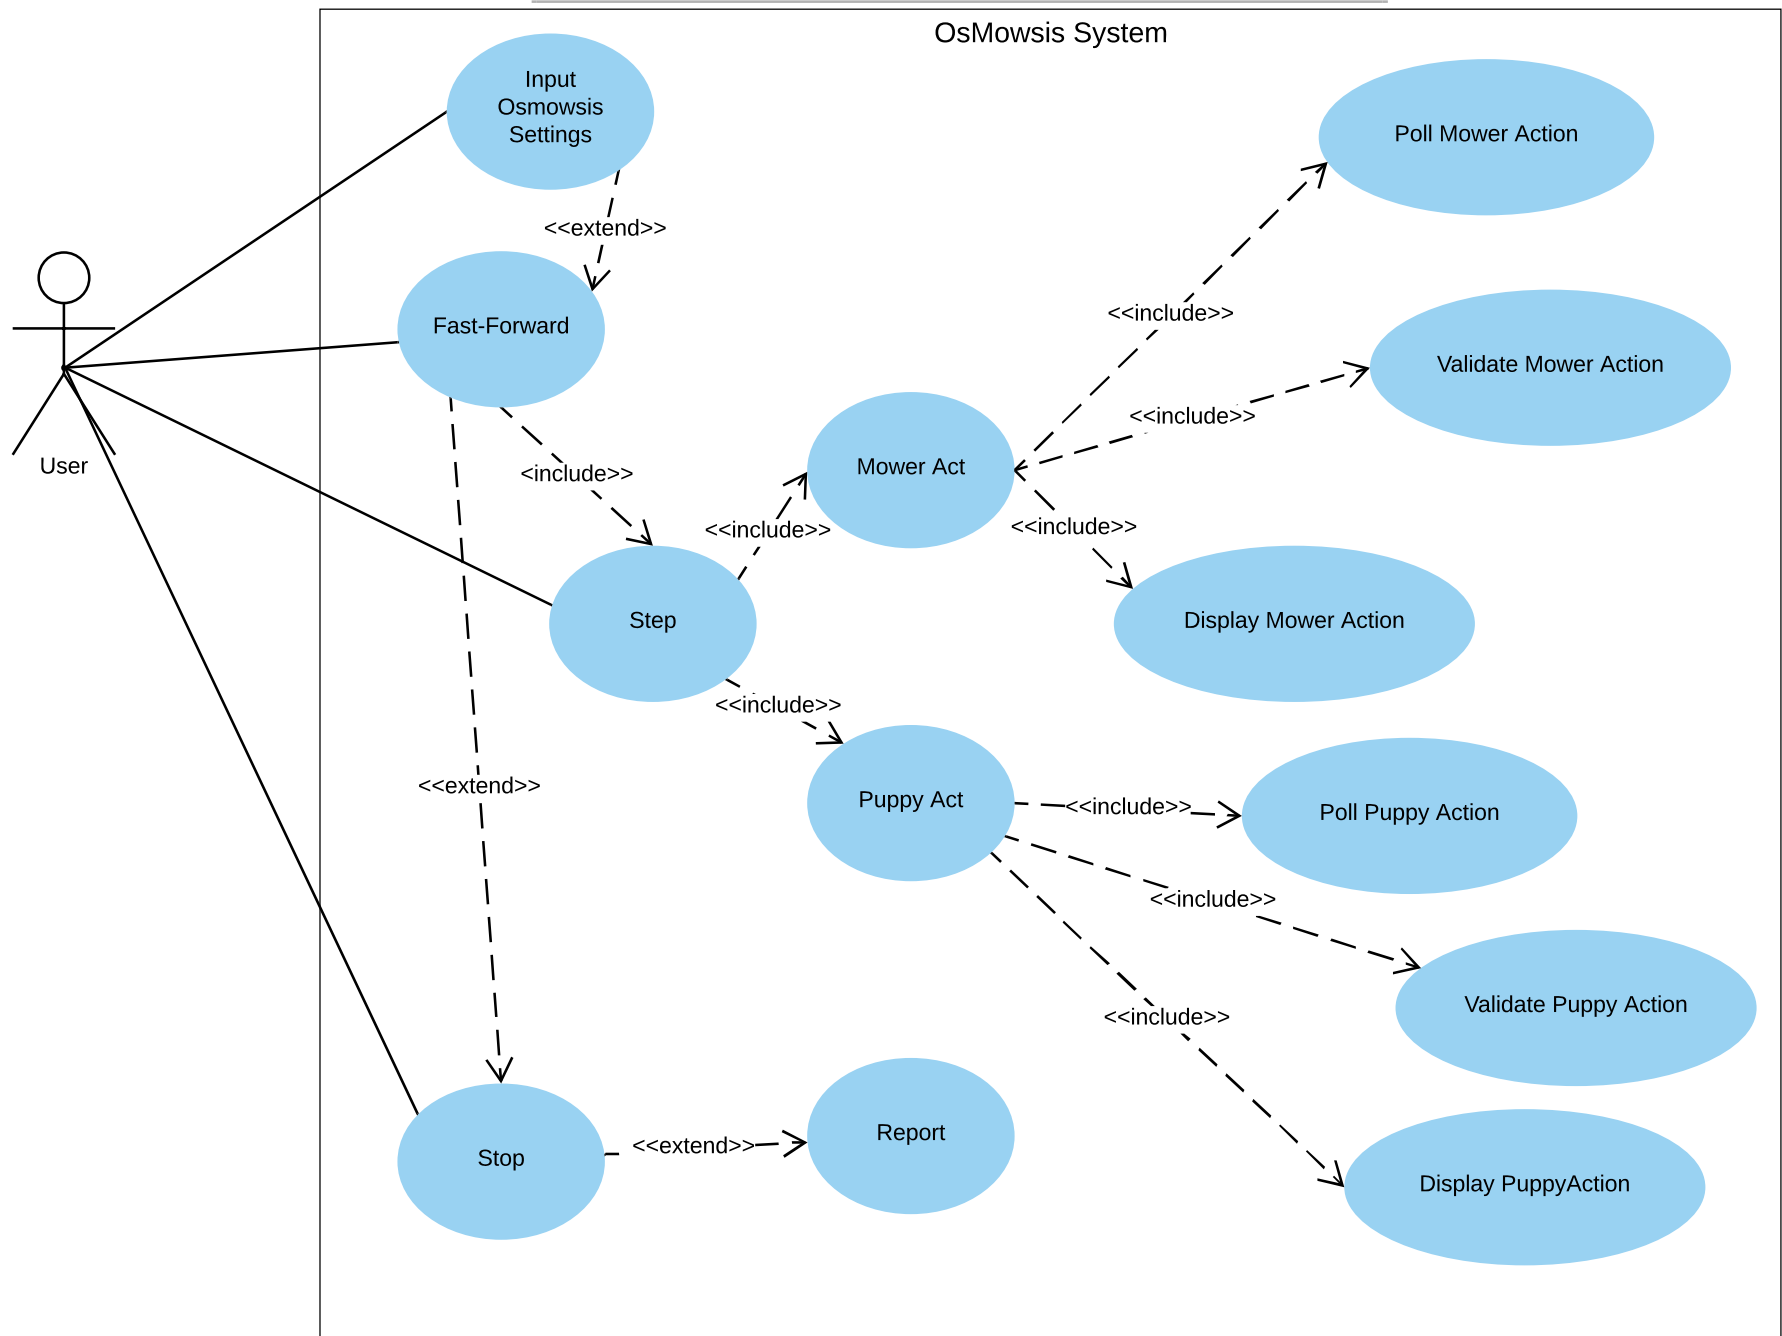 OsMowsis System
Input
Osmowsis
Settings
Poll Mower Action
<<extend>>
Fast-Forward
<<include>>
Validate Mower Action
<<include>>
User
<include>>
Mower Act
<<include>>
<<include>>
Step
Display Mower Action
<<include>>
<<extend>>
Puppy Act
<<include>>
Poll Puppy Action
<<include>>
Validate Puppy Action
<<include>>
Stop
<<extend>>
Report
Display PuppyAction